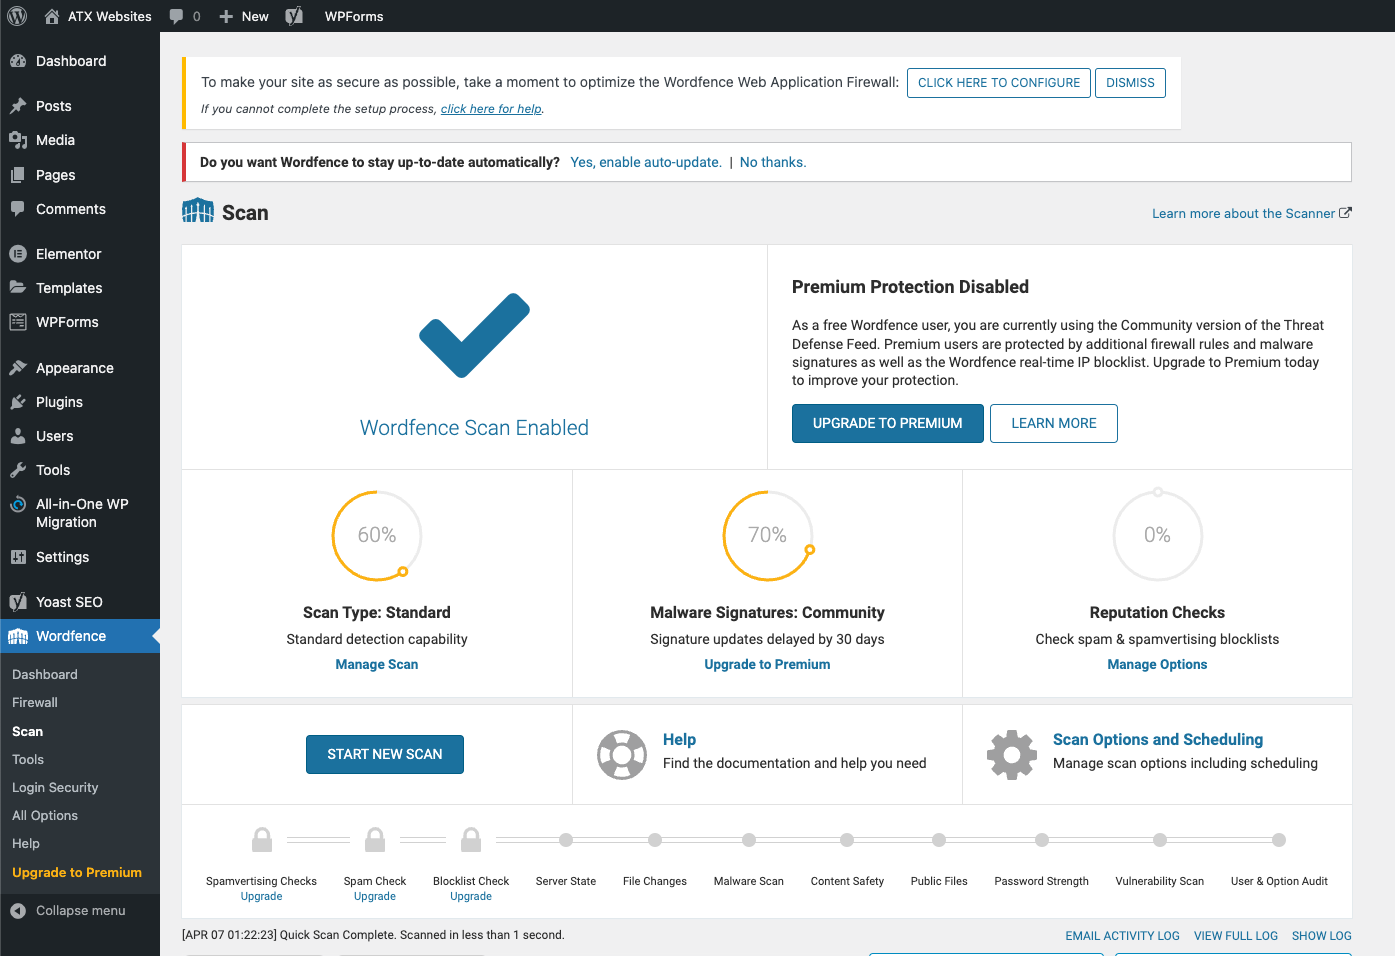 ATX Websites 0 New WPForms
Dashboard
Posts
Media
Pages
Comments
Elementor
Templates
WPForms
Appearance
Plugins
Users
Tools
All-in-One WP
Migration
Settings
Yoast SEO
Wordfence
Dashboard
Firewall
Scan
Tools
Login Security
All Options
Help
Upgrade to Premium
Collapse menu
To make your site as secure as possible, take a moment to optimize the Wordfence Web Application Firewall: CLICK HERE TO CONFIGURE DISMISS
If you cannot complete the setup process, click here for help.
Do you want Wordfence to stay up-to-date automatically? Yes, enable auto-update. | No thanks.
Scan
Learn more about the Scanner
Wordfence Scan Enabled
Premium Protection Disabled
As a free Wordfence user, you are currently using the Community version of the Threat
Defense Feed. Premium users are protected by additional firewall rules and malware
signatures as well as the Wordfence real-time IP blocklist. Upgrade to Premium today
to improve your protection.
UPGRADE TO PREMIUM LEARN MORE
60%
Scan Type: Standard
Standard detection capability
Manage Scan
70%
Malware Signatures: Community
Signature updates delayed by 30 days
Upgrade to Premium
0%
Reputation Checks
Check spam & spamvertising blocklists
Manage Options
START NEW SCAN
Help
Find the documentation and help you need
Scan Options and Scheduling
Manage scan options including scheduling
Spamvertising Checks Spam Check Blocklist Check Server State File Changes Malware Scan Content Safety Public Files Password Strength Vulnerability Scan User & Option Audit
Upgrade Upgrade Upgrade
[APR 07 01:22:23] Quick Scan Complete. Scanned in less than 1 second.
EMAIL ACTIVITY LOG VIEW FULL LOG SHOW LOG